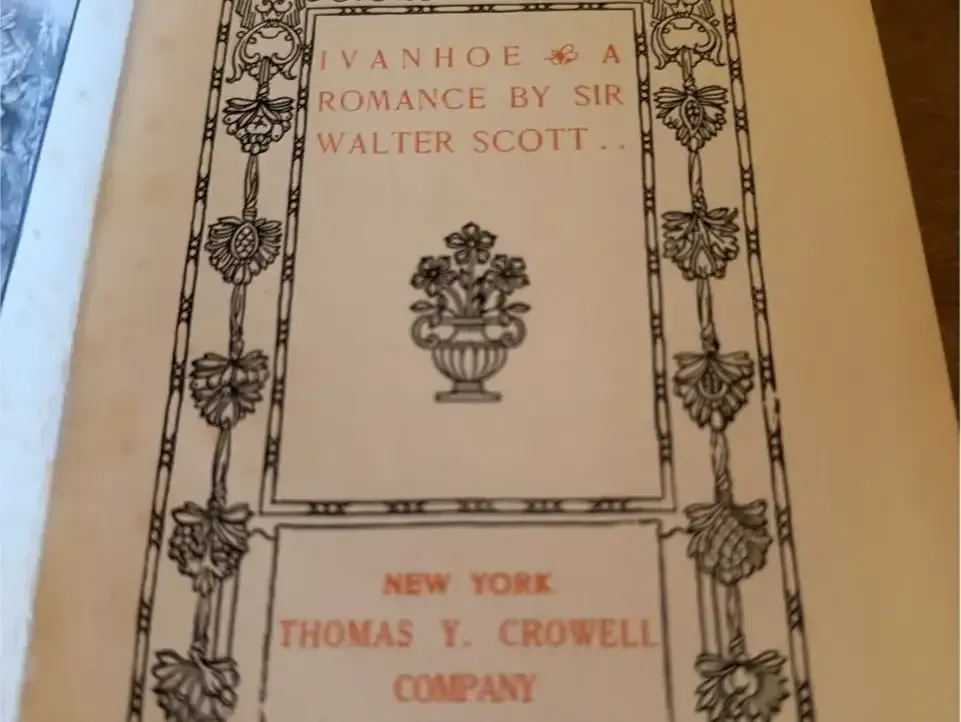 IVANHOE A
ROMANCE BY SIR
WALTER SCOTT . .
NEW YORK
THOMAS Y. CROWELL
COMPANY